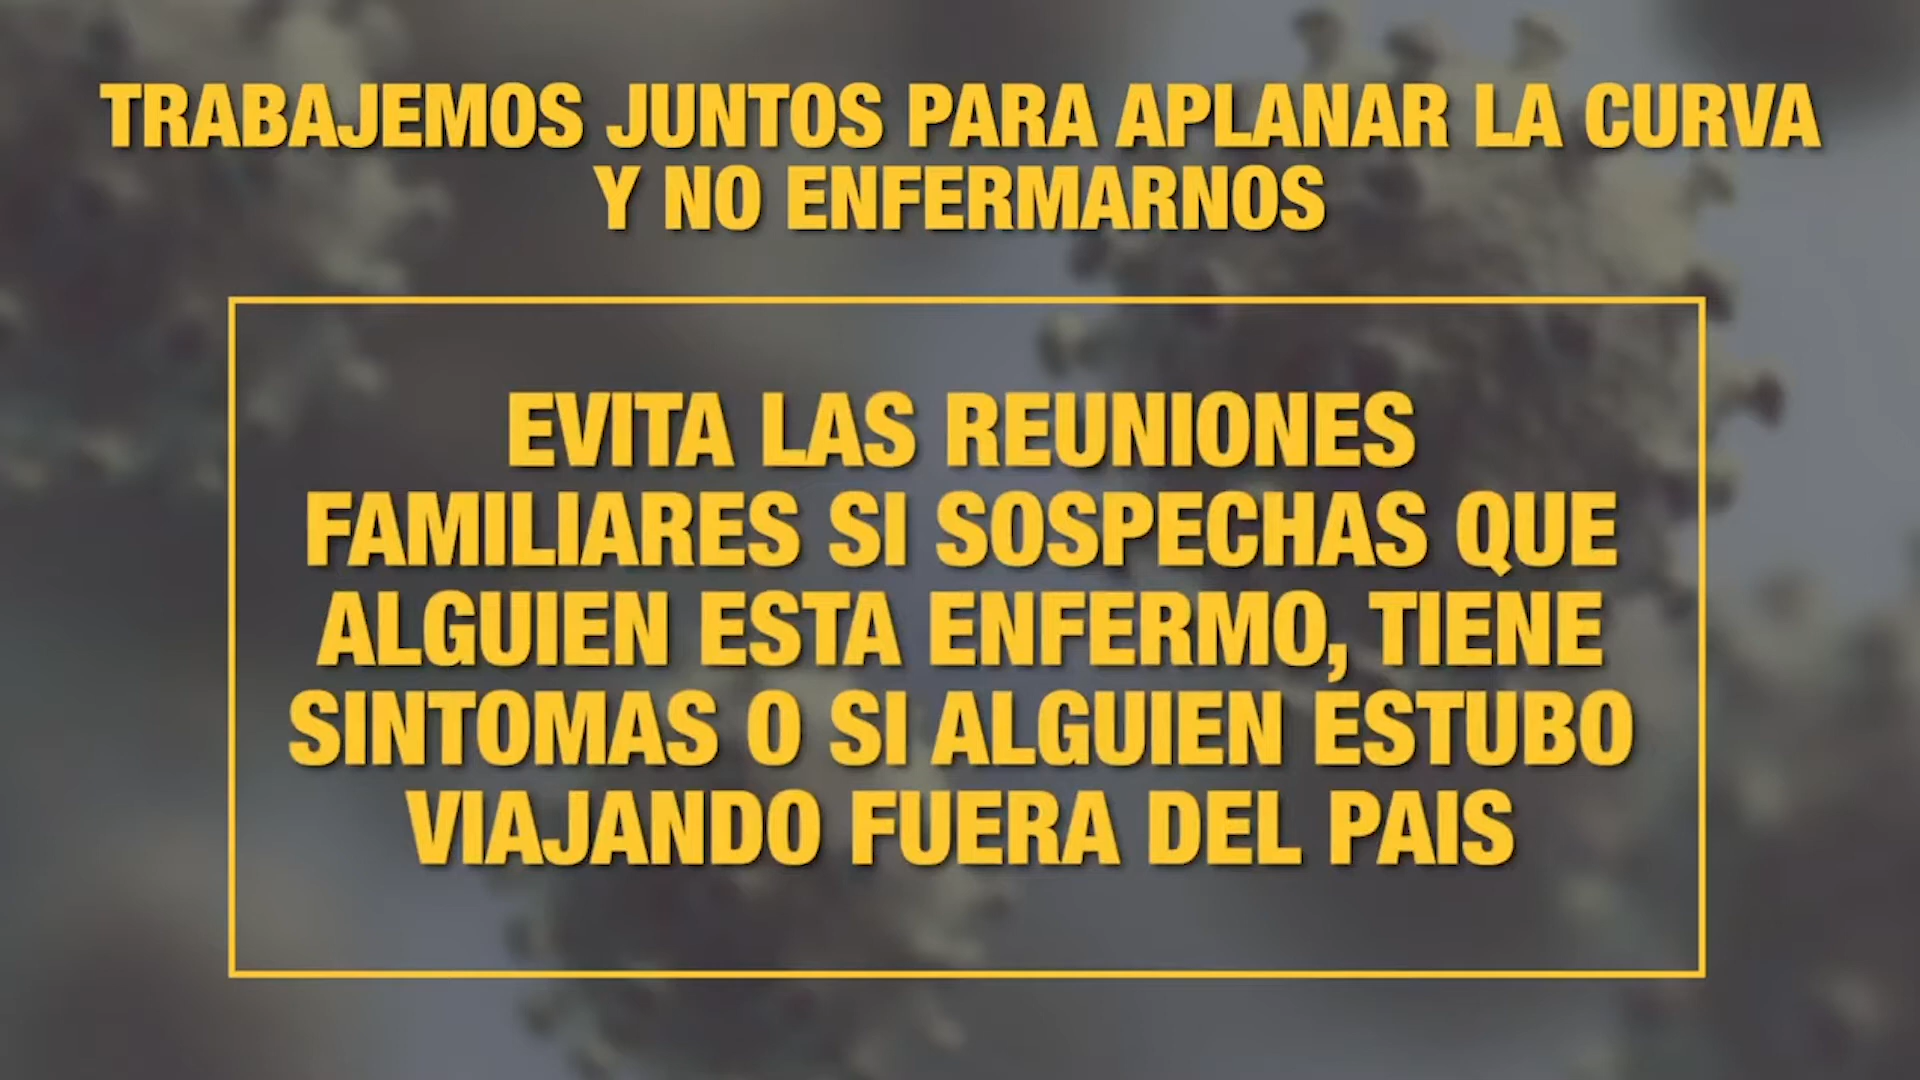 TRABAJEMOS JUNTOS PARA APLANAR LA CURVA
Y NO ENFERMARNOS
EVITA LAS REUNIONES
FAMILIARES SI SOSPECHAS QUE
ALGUIEN ESTA ENFERMO, TIENE
SINTOMAS O SI ALGUIEN ESTUBO
VIAJANDO FUERA DEL PAIS